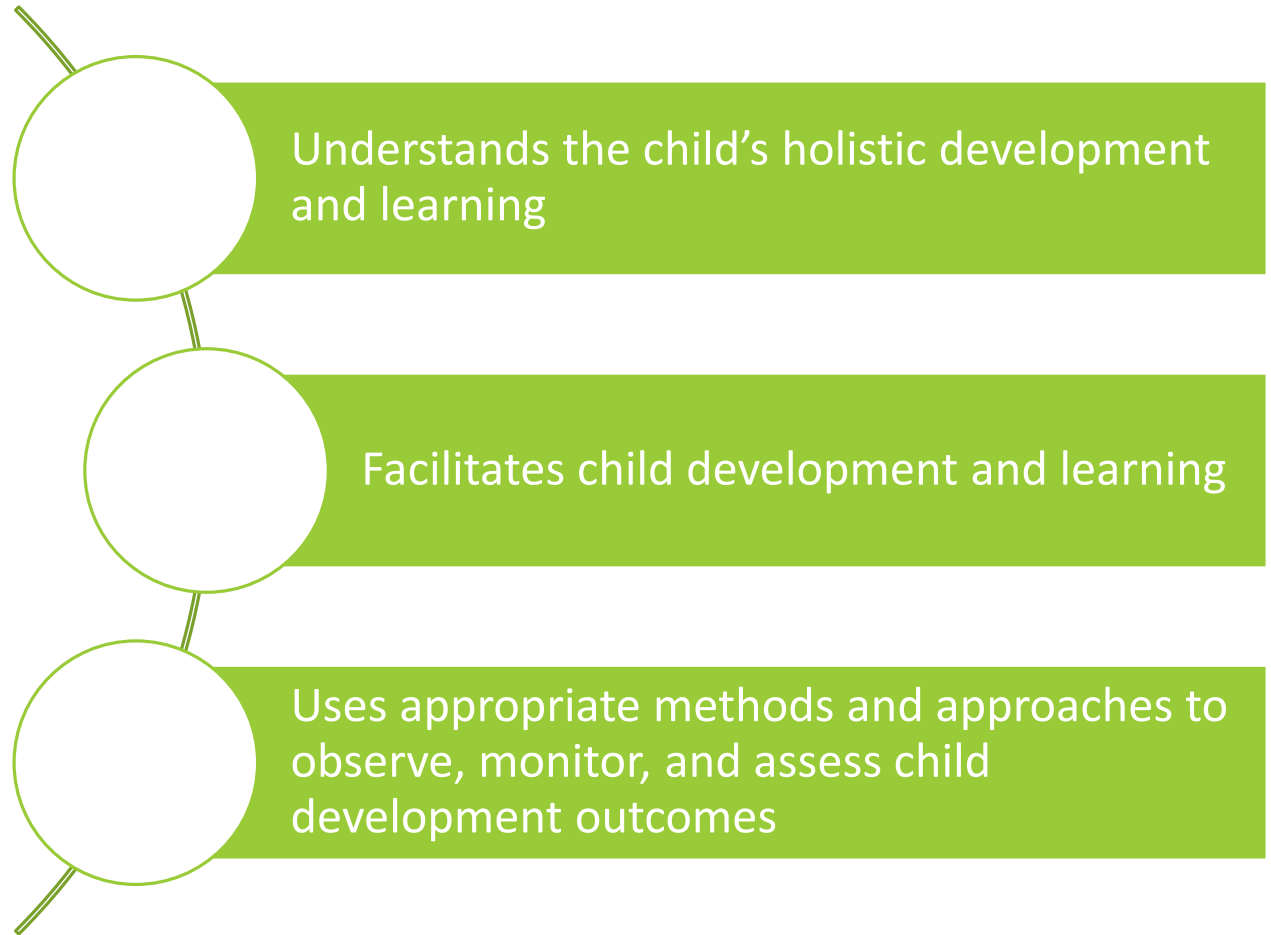 Understands the child’s holistic development
and learning
Facilitates child development and learning
Uses appropriate methods and approaches to
observe, monitor, and assess child
development outcomes